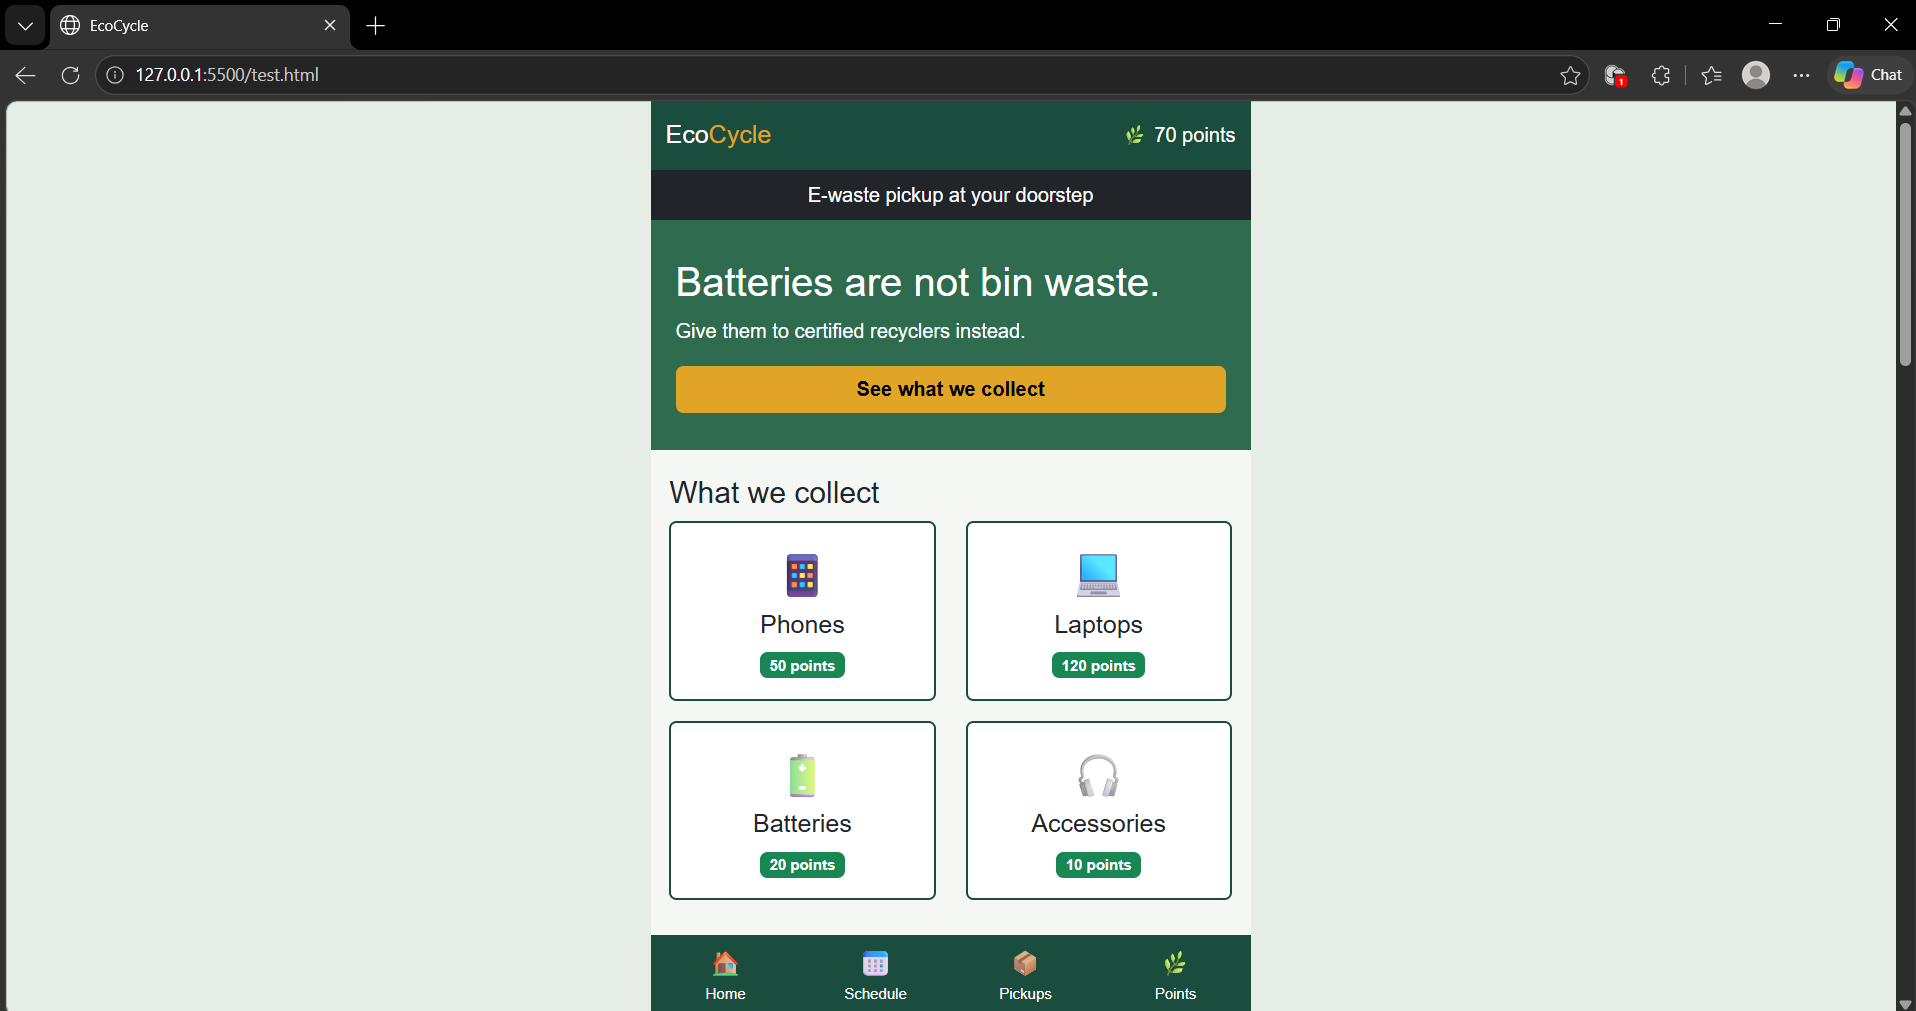 EcoCycle
127.0.0.1:5500/test.html
1
Chat
EcoCycle
70 points
E-waste pickup at your doorstep
Batteries are not bin waste.
Give them to certified recyclers instead.
See what we collect
What we collect
Phones
50 points
Laptops
120 points
Batteries
20 points
Accessories
10 points
Home
Schedule
Pickups
Points